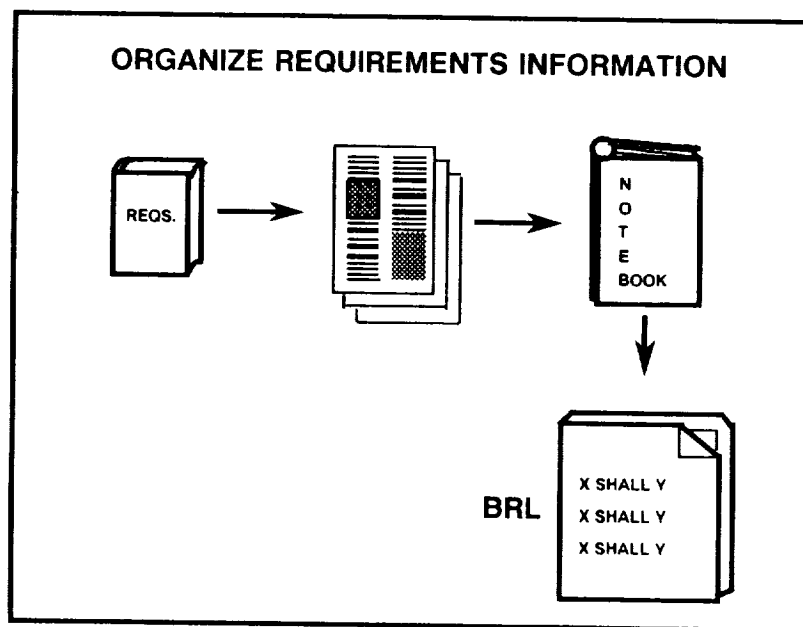 ORGANIZE REQUIREMENTS INFORMATION
REQS.
N
O
T
E
BOOK
BRL
X SHALL Y
X SHALL Y
X SHALL Y